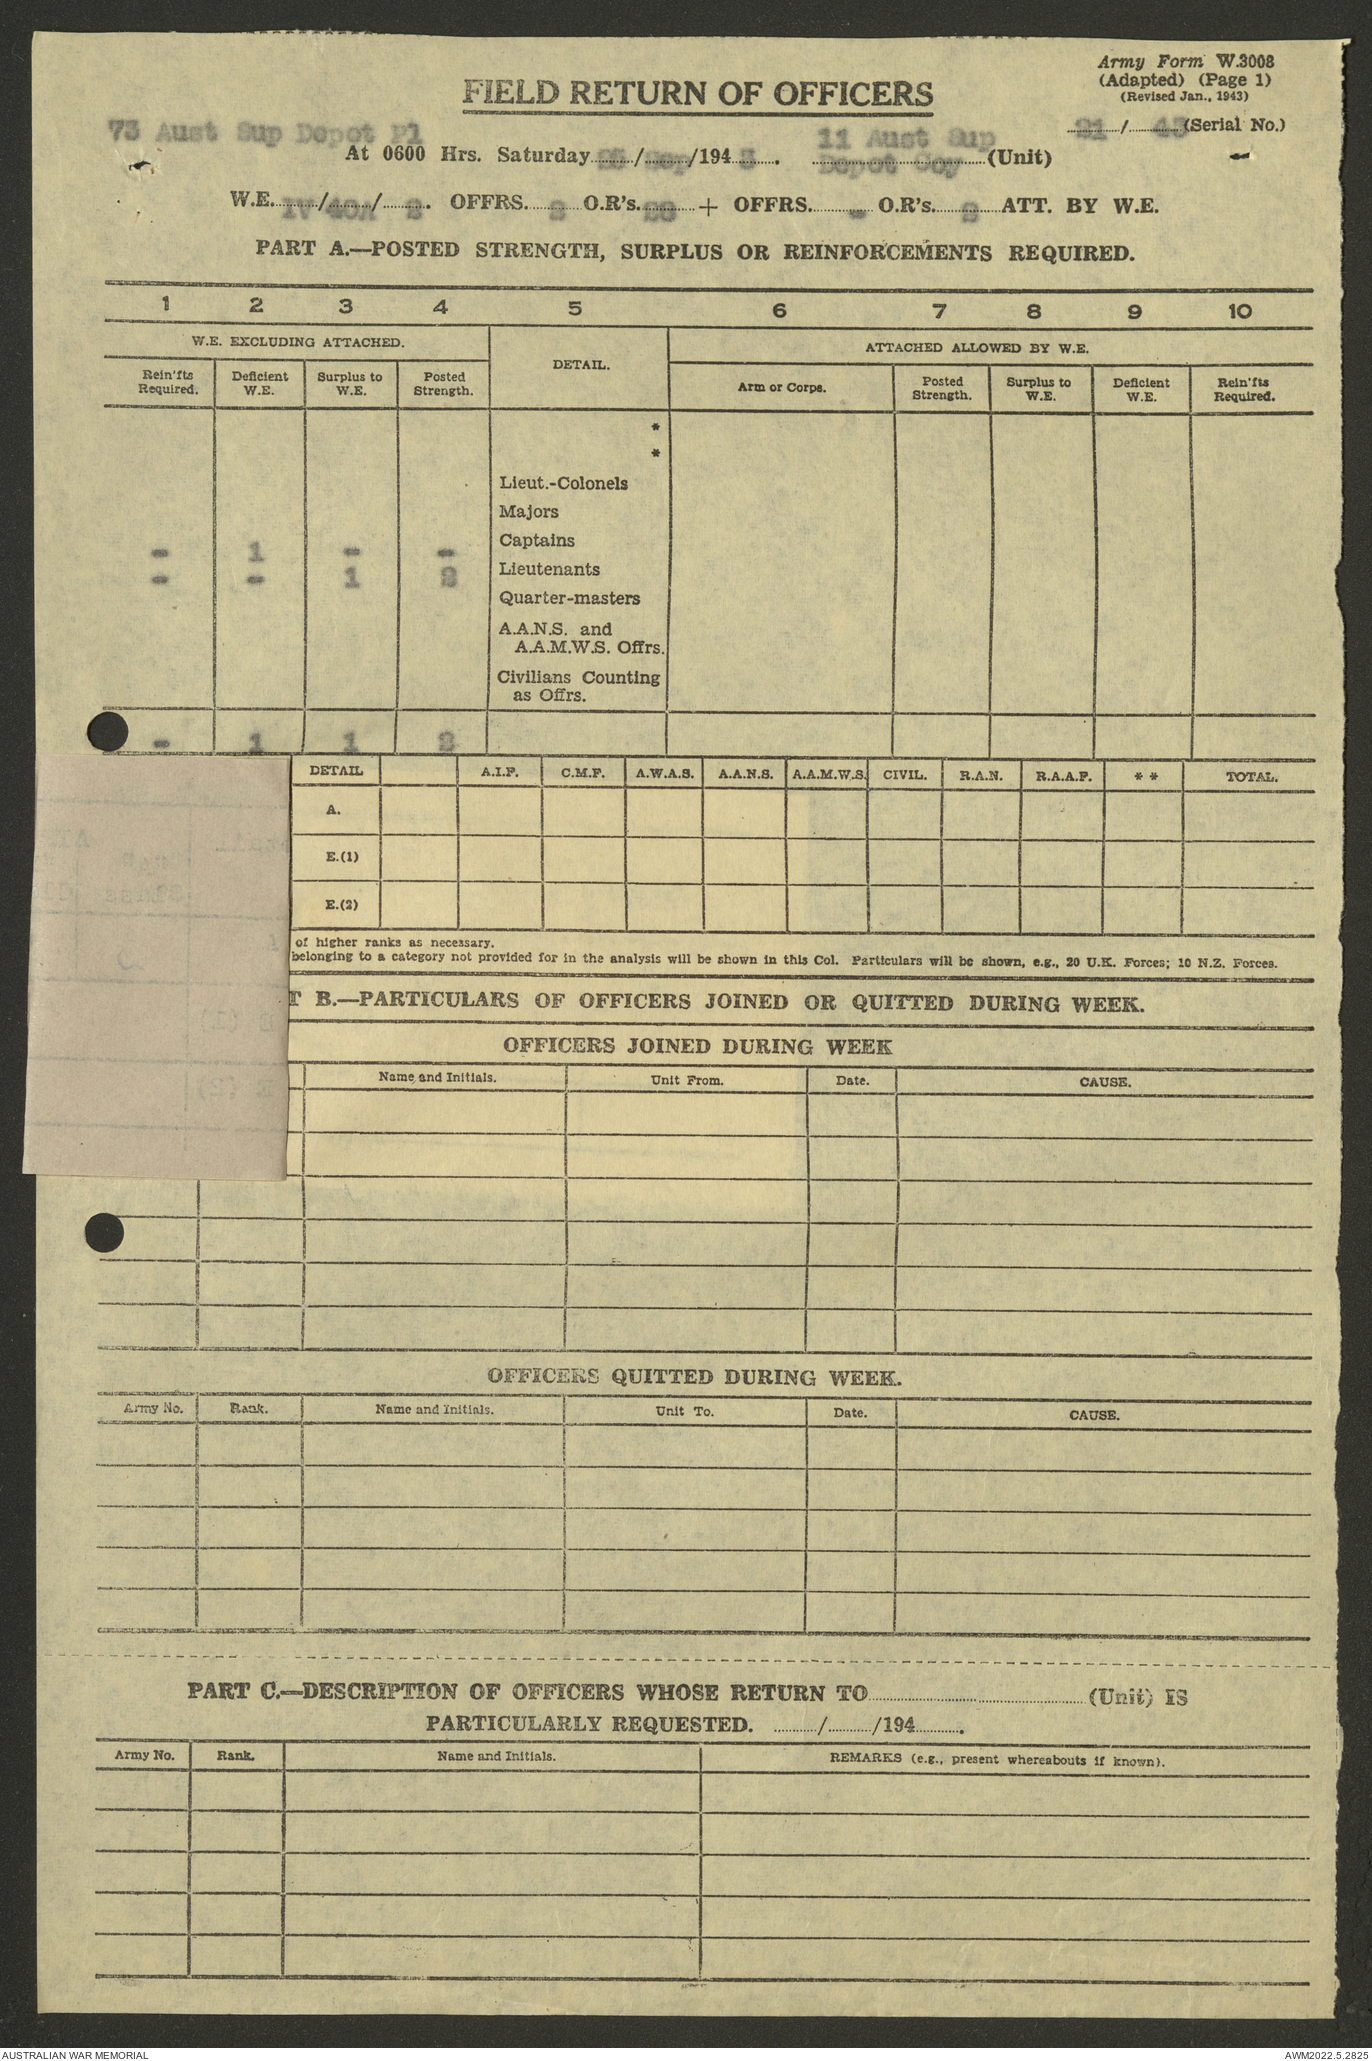 Army Form W.3008
(Adapted) (Page 1)
(Revised Jan., 1943)
FIELD RETURN OF OFFICERS
73 Aust Sup Depot Pl
21 / 43 (Serial No.)
At 0600 Hrs. Saturday 25 / Sep /194 3 . 11 Aust Sup Depot Coy (Unit)
W.E. IV / 40A / 2 . OFFRS. 2 O.R's. + OFFRS. - O.R's. ATT. BY W.E.
PART A.—POSTED STRENGTH, SURPLUS OR REINFORCEMENTS REQUIRED.
1 2 3 4 5 6 7 8 9 10
W.E. EXCLUDING ATTACHED. DETAIL. ATTACHED ALLOWED BY W.E.
Rein'fts Required. Deficient W.E. Surplus to W.E. Posted Strength. Arm or Corps. Posted Strength. Surplus to W.E. Deficient W.E. Rein'fts Required.
*
*
Lieut.-Colonels
Majors
- 1 - - Captains
- - 1 2 Lieutenants
Quarter-masters
A.A.N.S. and
A.A.M.W.S. Offrs.
Civilians Counting
as Offrs.
- 1 1 2
DETAIL A.I.F. C.M.F. A.W.A.S. A.A.N.S. A.A.M.W.S. CIVIL. R.A.N. R.A.A.F. ** TOTAL.
A.
E.(1)
E.(2)
of higher ranks as necessary.
belonging to a category not provided for in the analysis will be shown in this Col. Particulars will be shown, e.g., 20 U.K. Forces; 10 N.Z. Forces.
T B.—PARTICULARS OF OFFICERS JOINED OR QUITTED DURING WEEK.
OFFICERS JOINED DURING WEEK
Name and Initials. Unit From. Date. CAUSE.
OFFICERS QUITTED DURING WEEK.
Army No. Rank. Name and Initials. Unit To. Date. CAUSE.
PART C.—DESCRIPTION OF OFFICERS WHOSE RETURN TO (Unit) IS
PARTICULARLY REQUESTED. / /194 .
Army No. Rank. Name and Initials. REMARKS (e.g., present whereabouts if known).
AUSTRALIAN WAR MEMORIAL AWM2022.5.2825